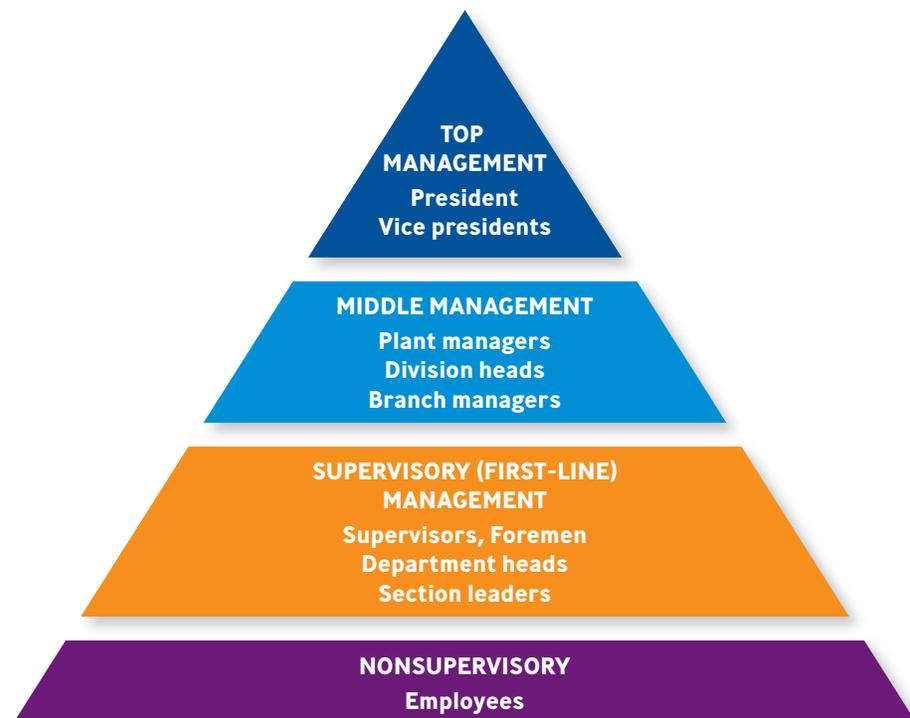 TOP
MANAGEMENT
President
Vice presidents
MIDDLE MANAGEMENT
Plant managers
Division heads
Branch managers
SUPERVISORY (FIRST-LINE)
MANAGEMENT
Supervisors, Foremen
Department heads
Section leaders
NONSUPERVISORY
Employees